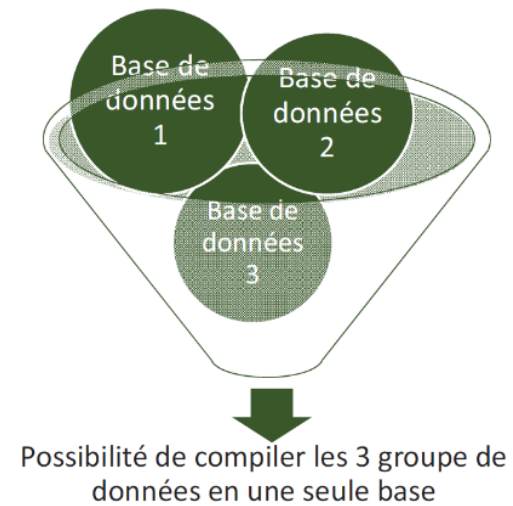 Base de
données
1
Base de
données
2
Base de
données
3
Possibilité de compiler les 3 groupe de
données en une seule base